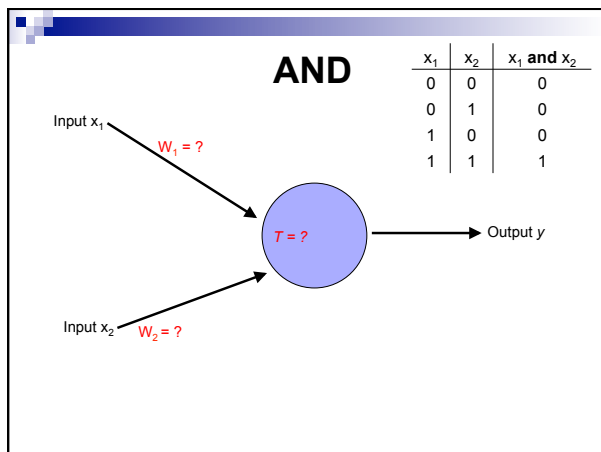 AND
x₁ x₂ x₁ and x₂
0 0 0
0 1 0
1 0 0
1 1 1
Input x₁
W₁ = ?
T = ?
Output y
Input x₂
W₂ = ?